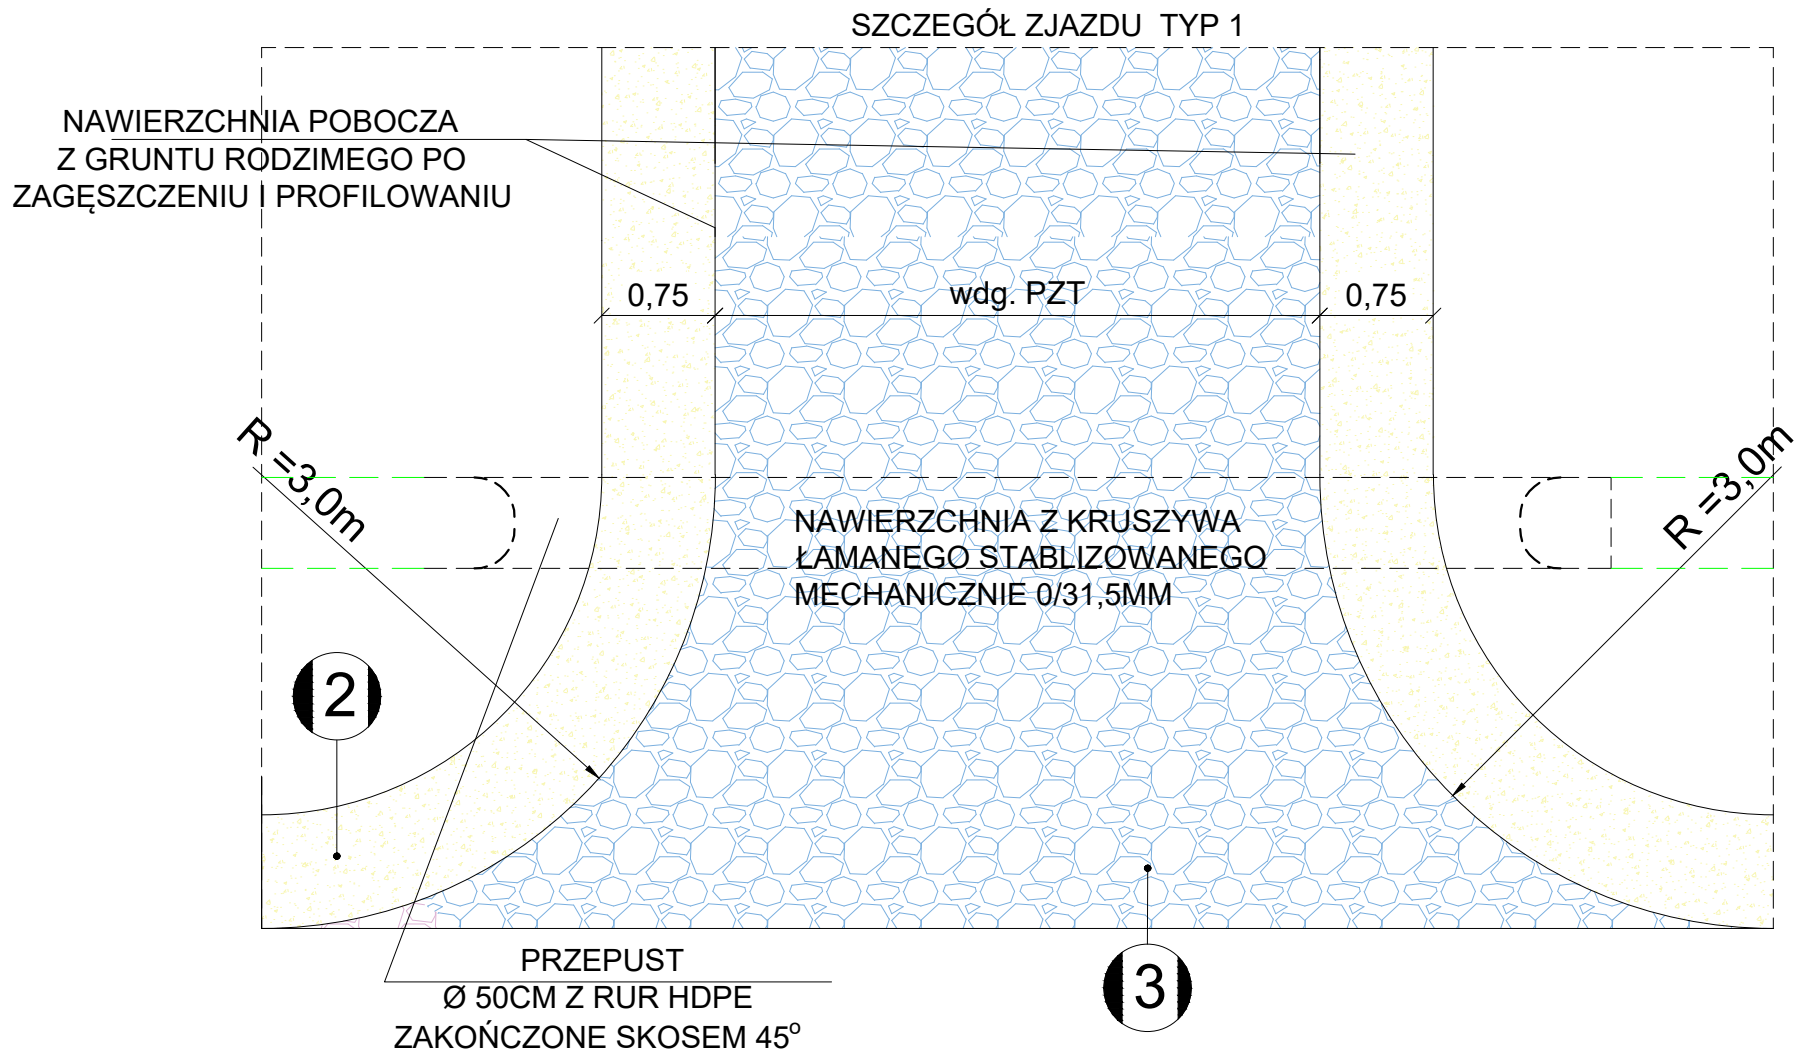 SZCZEGÓŁ ZJAZDU TYP 1
NAWIERZCHNIA POBOCZA
Z GRUNTU RODZIMEGO PO
ZAGĘSZCZENIU I PROFILOWANIU
0,75
wdg. PZT
0,75
R =3,0m
R =3,0m
NAWIERZCHNIA Z KRUSZYWA
ŁAMANEGO STABLIZOWANEGO
MECHANICZNIE 0/31,5MM
2
PRZEPUST
Ø 50CM Z RUR HDPE
ZAKOŃCZONE SKOSEM 45º
3